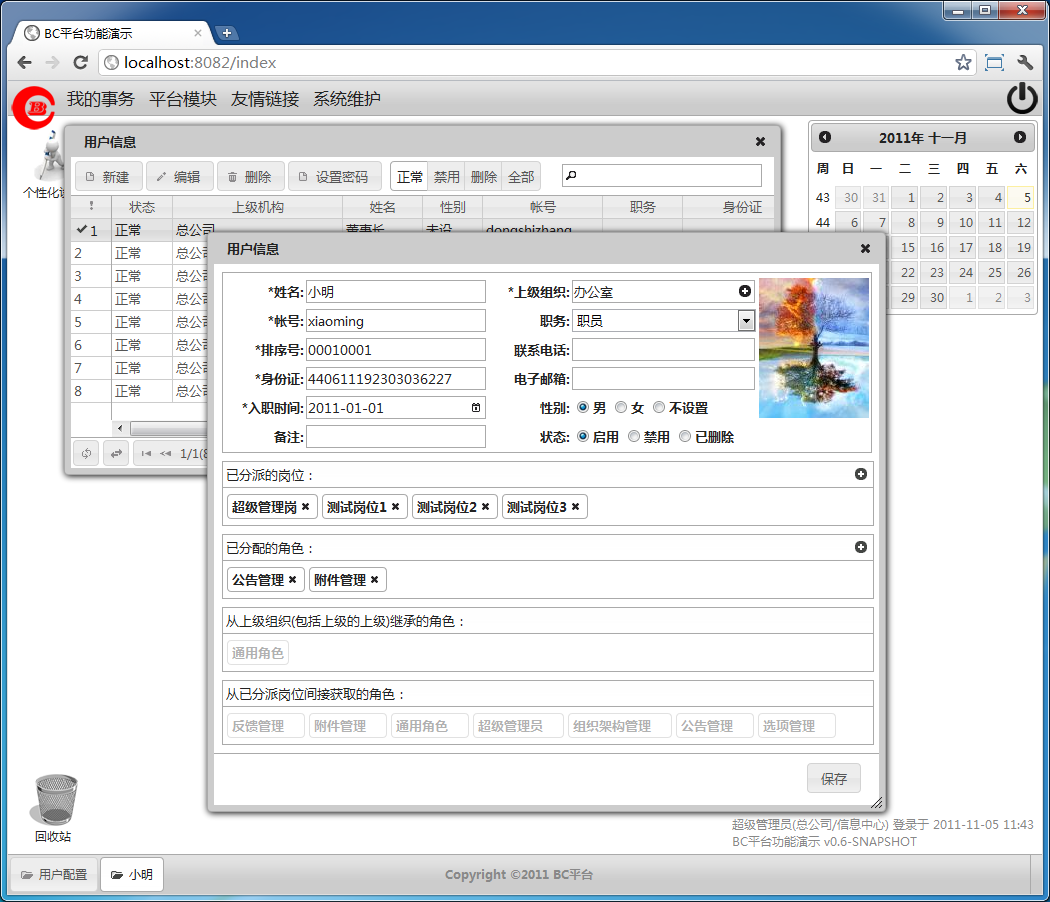 BC平台功能演示
localhost:8082/index
我的事务 平台模块 友情链接 系统维护
用户信息
新建 编辑 删除 设置密码 正常 禁用 删除 全部
! 状态 上级机构 姓名 性别 帐号 职务 身份证
1 正常 总公司 董事长 未设 dongshizhang
2 正常 总公司
3 正常 总公司
4 正常 总公司
5 正常 总公司
6 正常 总公司
7 正常 总公司
8 正常 总公司
1/1(8
个性化设
2011年 十一月
周 日 一 二 三 四 五 六
43 30 31 1 2 3 4 5
44 6 7 8 9 10 11 12
15 16 17 18 19
22 23 24 25 26
29 30 1 2 3
用户信息
*姓名: 小明 *上级组织: 办公室
*帐号: xiaoming 职务: 职员
*排序号: 00010001 联系电话:
*身份证: 440611192303036227 电子邮箱:
*入职时间: 2011-01-01 性别: 男 女 不设置
备注: 状态: 启用 禁用 已删除
已分派的岗位：
超级管理岗 测试岗位1 测试岗位2 测试岗位3
已分配的角色：
公告管理 附件管理
从上级组织(包括上级的上级)继承的角色：
通用角色
从已分派岗位间接获取的角色：
反馈管理 附件管理 通用角色 超级管理员 组织架构管理 公告管理 选项管理
保存
回收站
超级管理员(总公司/信息中心) 登录于 2011-11-05 11:43
BC平台功能演示 v0.6-SNAPSHOT
用户配置 小明 Copyright ©2011 BC平台